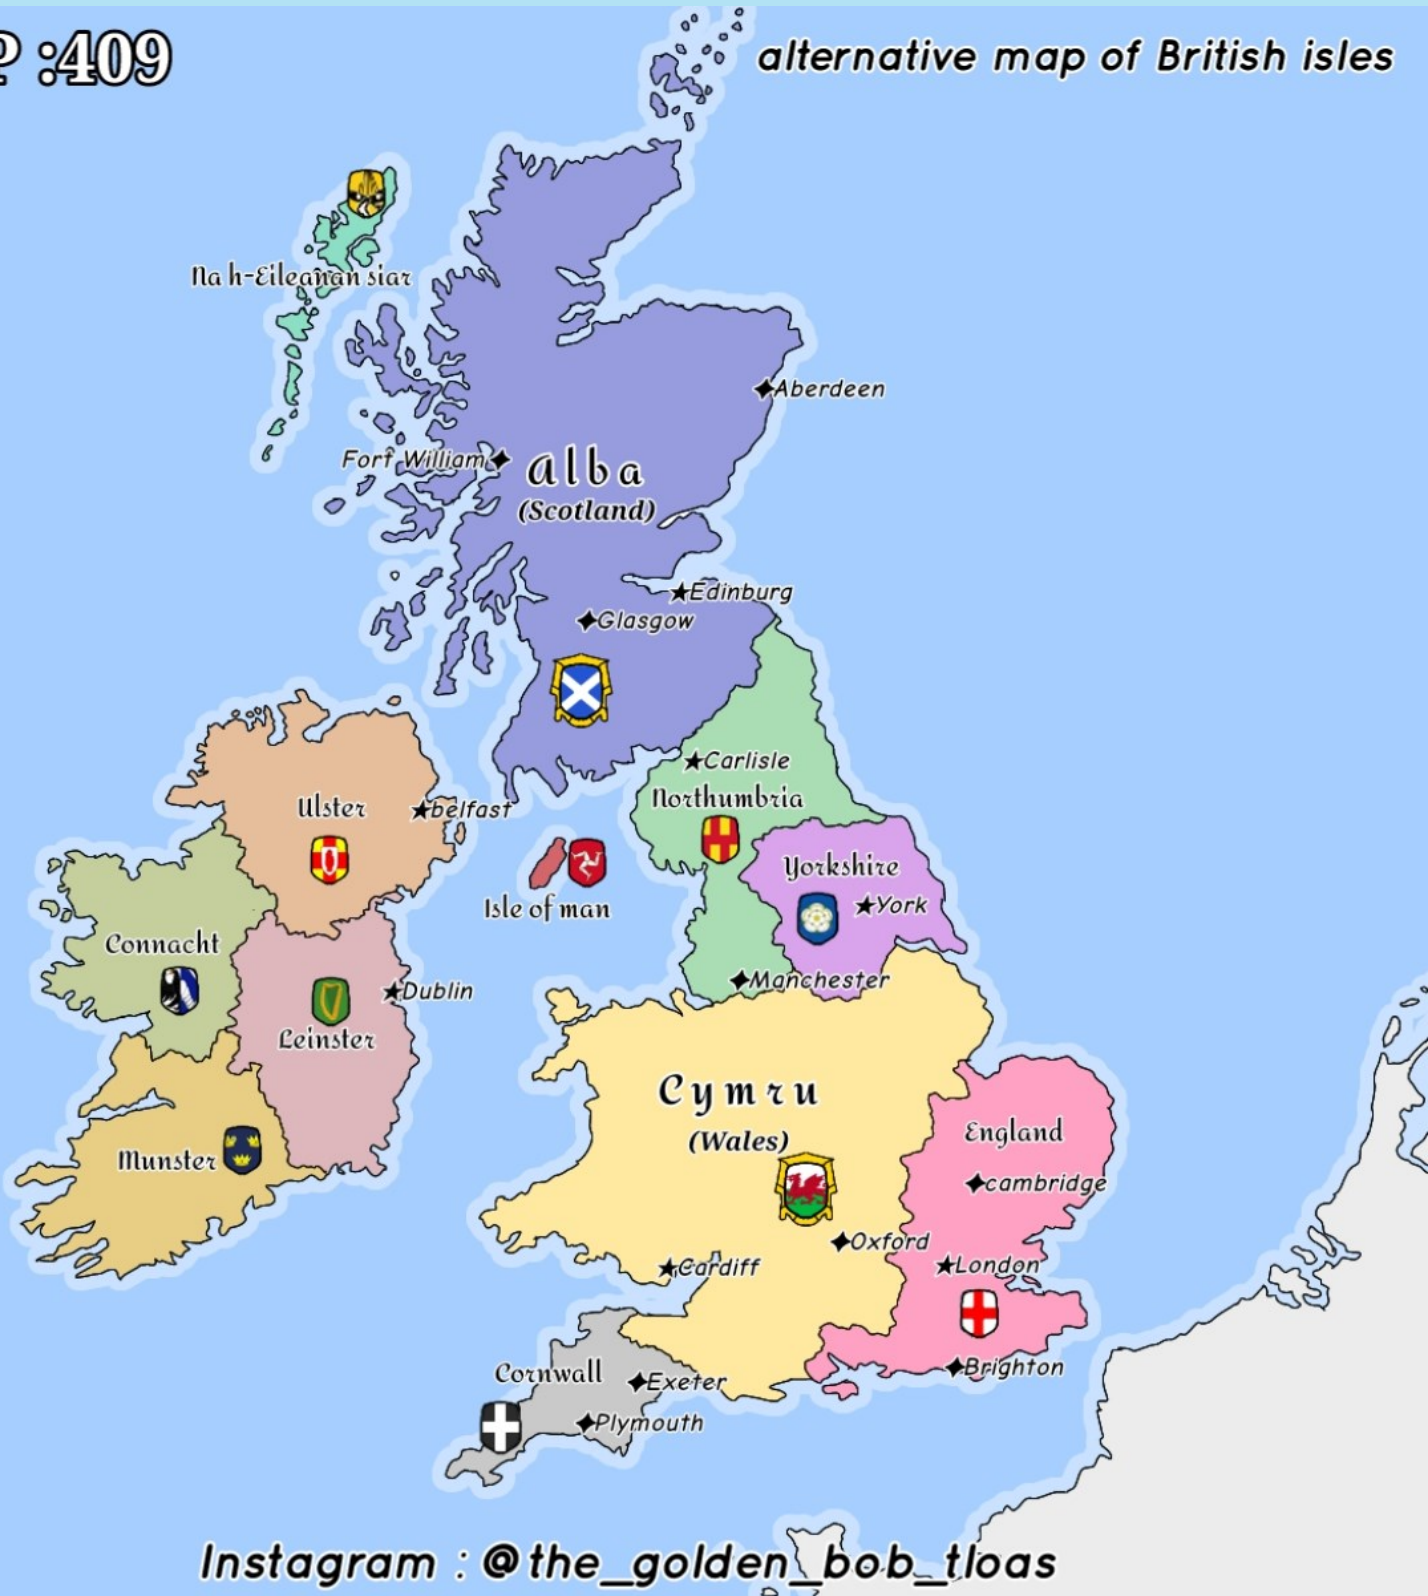 P :409
alternative map of British isles
Na h-Eileanan siar
Aberdeen
Fort William
Alba
(Scotland)
Edinburg
Glasgow
Carlisle
Northumbria
Ulster
belfast
Yorkshire
York
Isle of man
Connacht
Manchester
Dublin
Leinster
Cymru
(Wales)
England
Munster
cambridge
Oxford
Cardiff
London
Brighton
Cornwall
Exeter
Plymouth
Instagram : @the_golden_bob_tloas